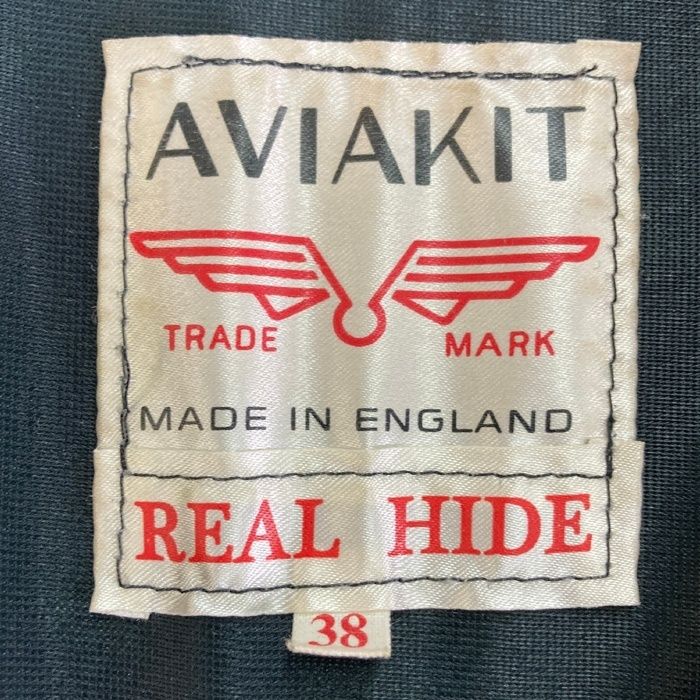 AVIAKIT
TRADE MARK
MADE IN ENGLAND
REAL HIDE
38